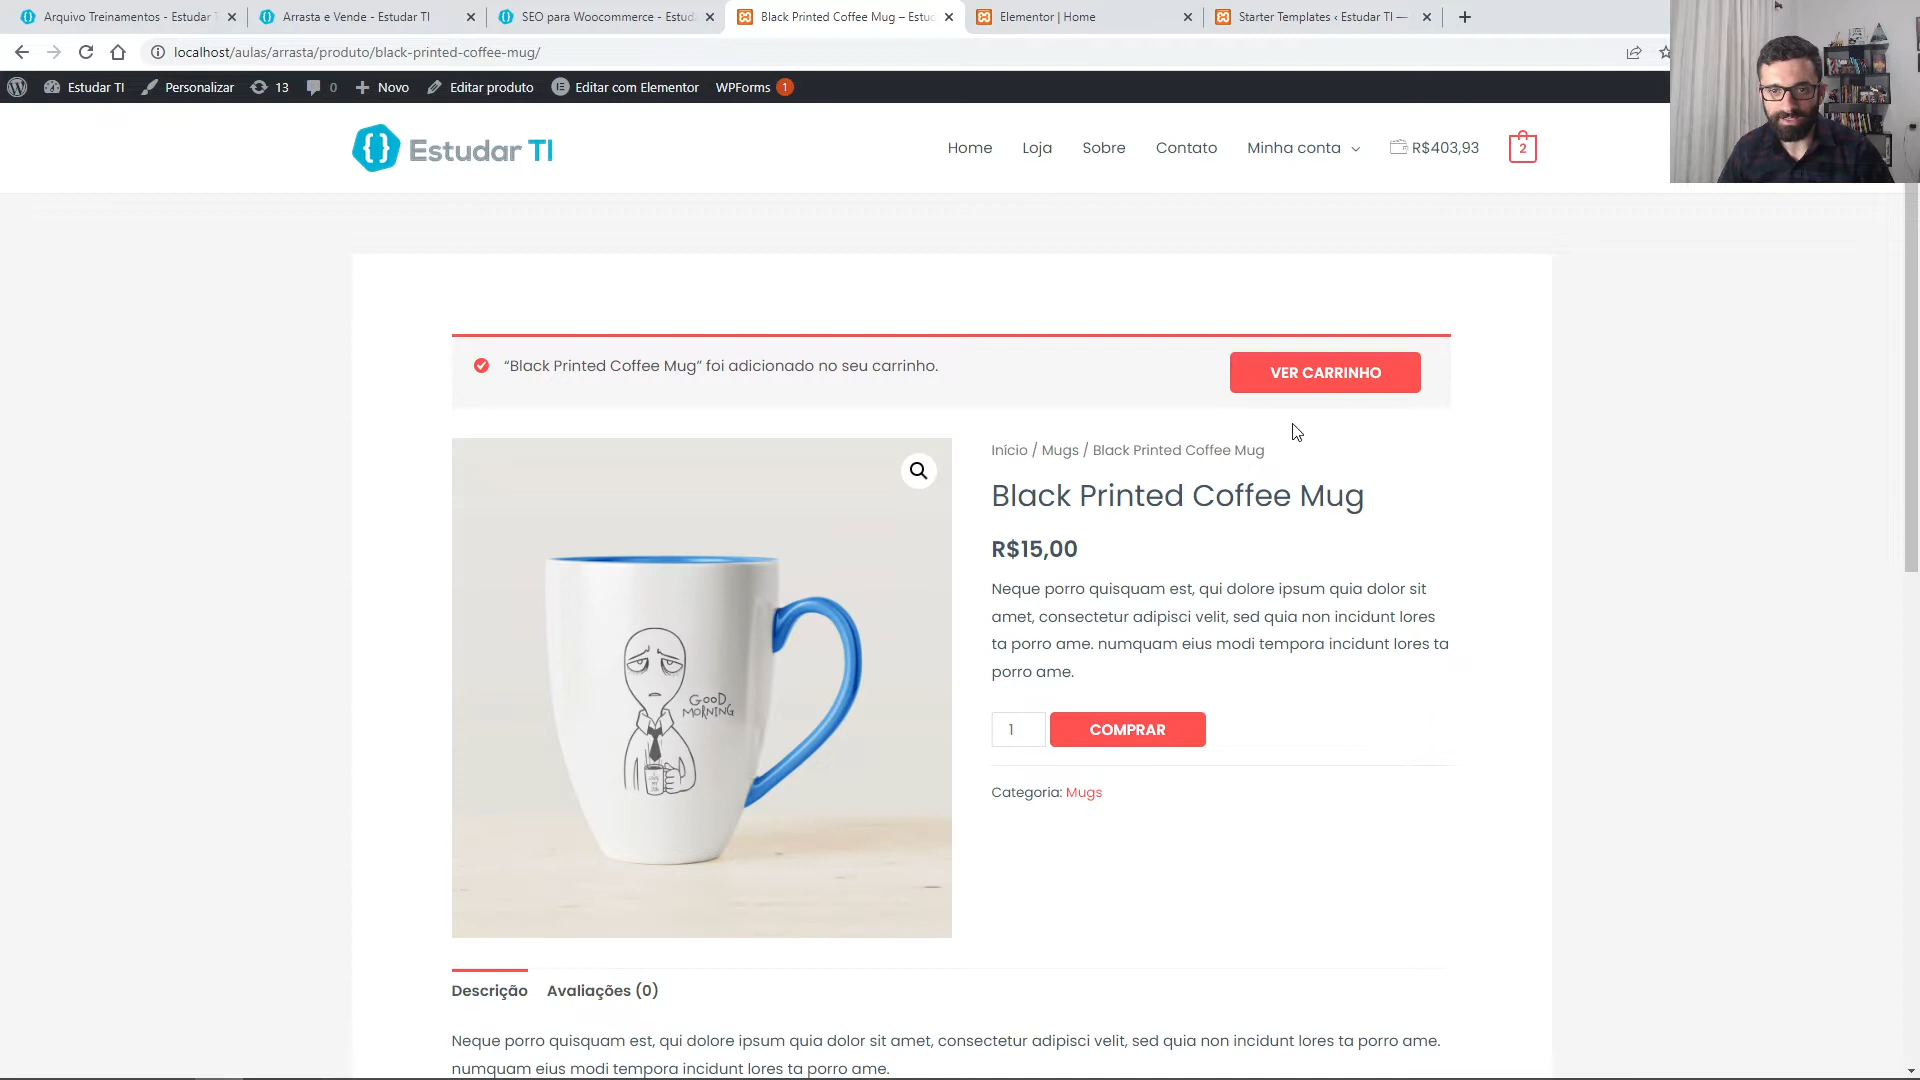 Arquivo Treinamentos - Estudar T
Arrasta e Vende - Estudar TI
SEO para Woocommerce - Estuda
Black Printed Coffee Mug – Estuc
Elementor | Home
Starter Templates ‹ Estudar TI —
localhost/aulas/arrasta/produto/black-printed-coffee-mug/
Estudar TI
Personalizar
13
0
Novo
Editar produto
Editar com Elementor
WPForms
1
Estudar TI
Home
Loja
Sobre
Contato
Minha conta
R$403,93
2
“Black Printed Coffee Mug” foi adicionado no seu carrinho.
VER CARRINHO
Início / Mugs / Black Printed Coffee Mug
Black Printed Coffee Mug
R$15,00
Neque porro quisquam est, qui dolore ipsum quia dolor sit
amet, consectetur adipisci velit, sed quia non incidunt lores
ta porro ame. numquam eius modi tempora incidunt lores ta
porro ame.
GOOD
MORNING
1
COMPRAR
Categoria: Mugs
Descrição
Avaliações (0)
Neque porro quisquam est, qui dolore ipsum quia dolor sit amet, consectetur adipisci velit, sed quia non incidunt lores ta porro ame.
numquam eius modi tempora incidunt lores ta porro ame.